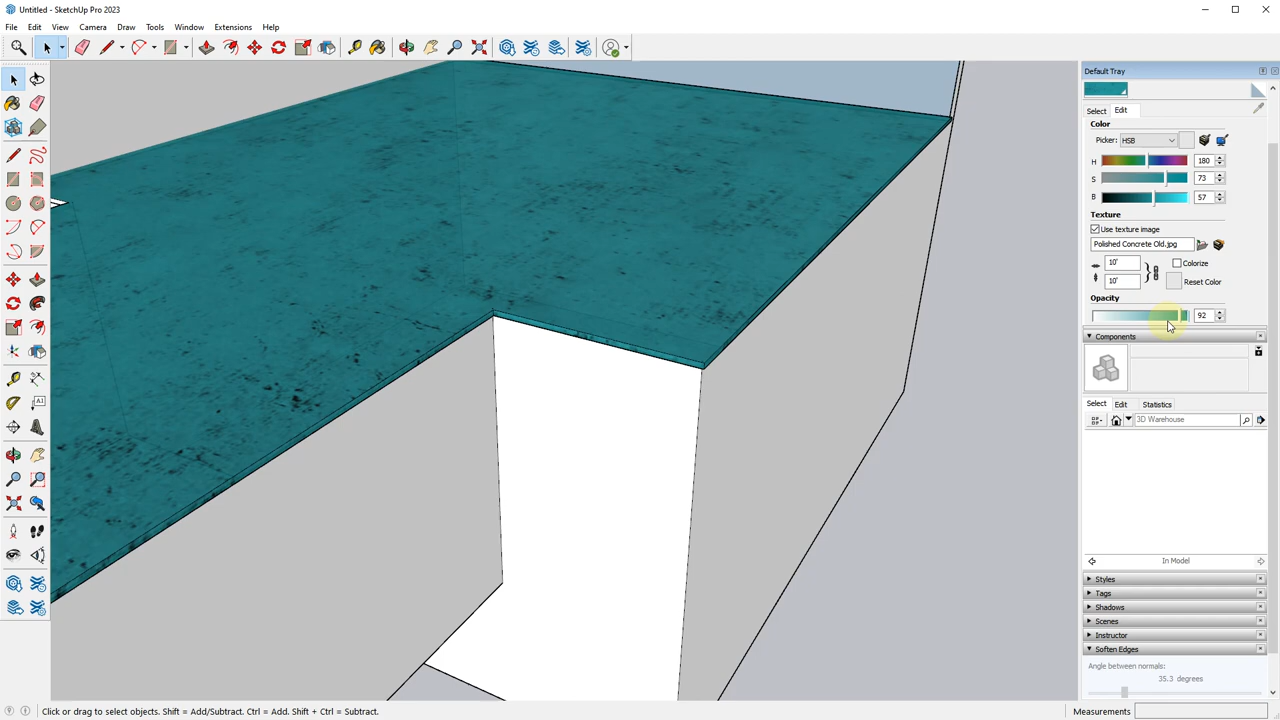 Untitled - SketchUp Pro 2023
File Edit View Camera Draw Tools Window Extensions Help
Default Tray
Select Edit
Color
Picker: HSB
H 180
S 73
B 57
Texture
Use texture image
Polished Concrete Old.jpg
10' Colorize
10' Reset Color
Opacity
92
Components
Select Edit Statistics
3D Warehouse
In Model
Styles
Tags
Shadows
Scenes
Instructor
Soften Edges
Angle between normals:
35.3 degrees
Click or drag to select objects. Shift = Add/Subtract. Ctrl = Add. Shift + Ctrl = Subtract. Measurements